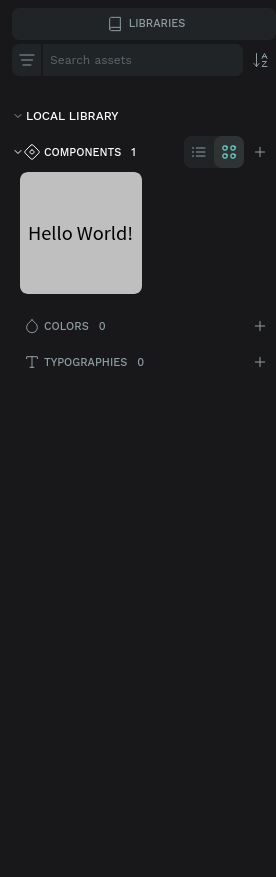 LIBRARIES
Search assets
A
Z
LOCAL LIBRARY
COMPONENTS 1
Hello World!
COLORS 0
TYPOGRAPHIES 0